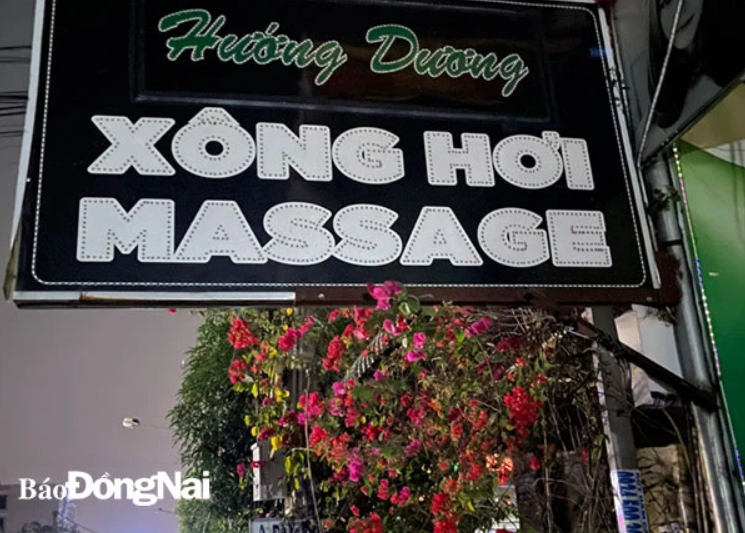 Hướng Dương
XÔNG HƠI
MASSAGE
BáoĐồngNai